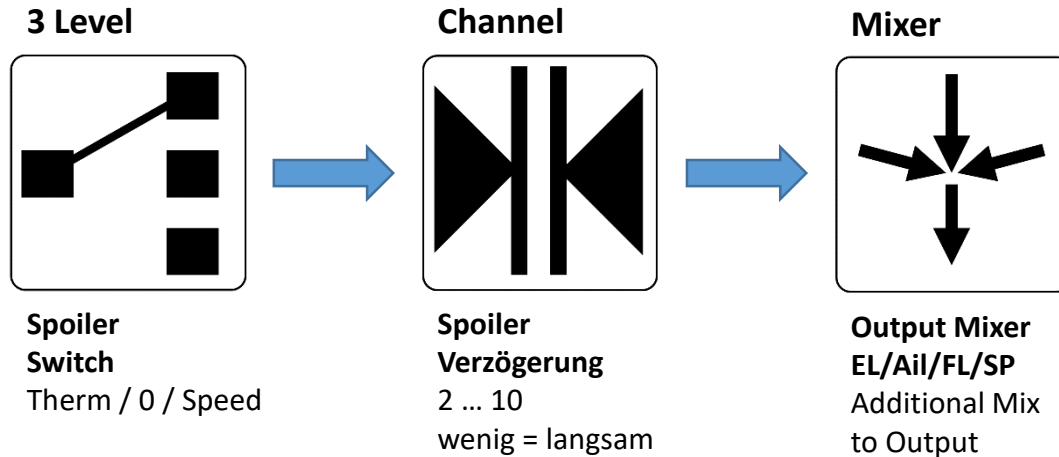 3 Level
Channel
Mixer
Spoiler
Switch
Therm / 0 / Speed
Spoiler
Verzögerung
2 ... 10
wenig = langsam
Output Mixer
EL/Ail/FL/SP
Additional Mix
to Output